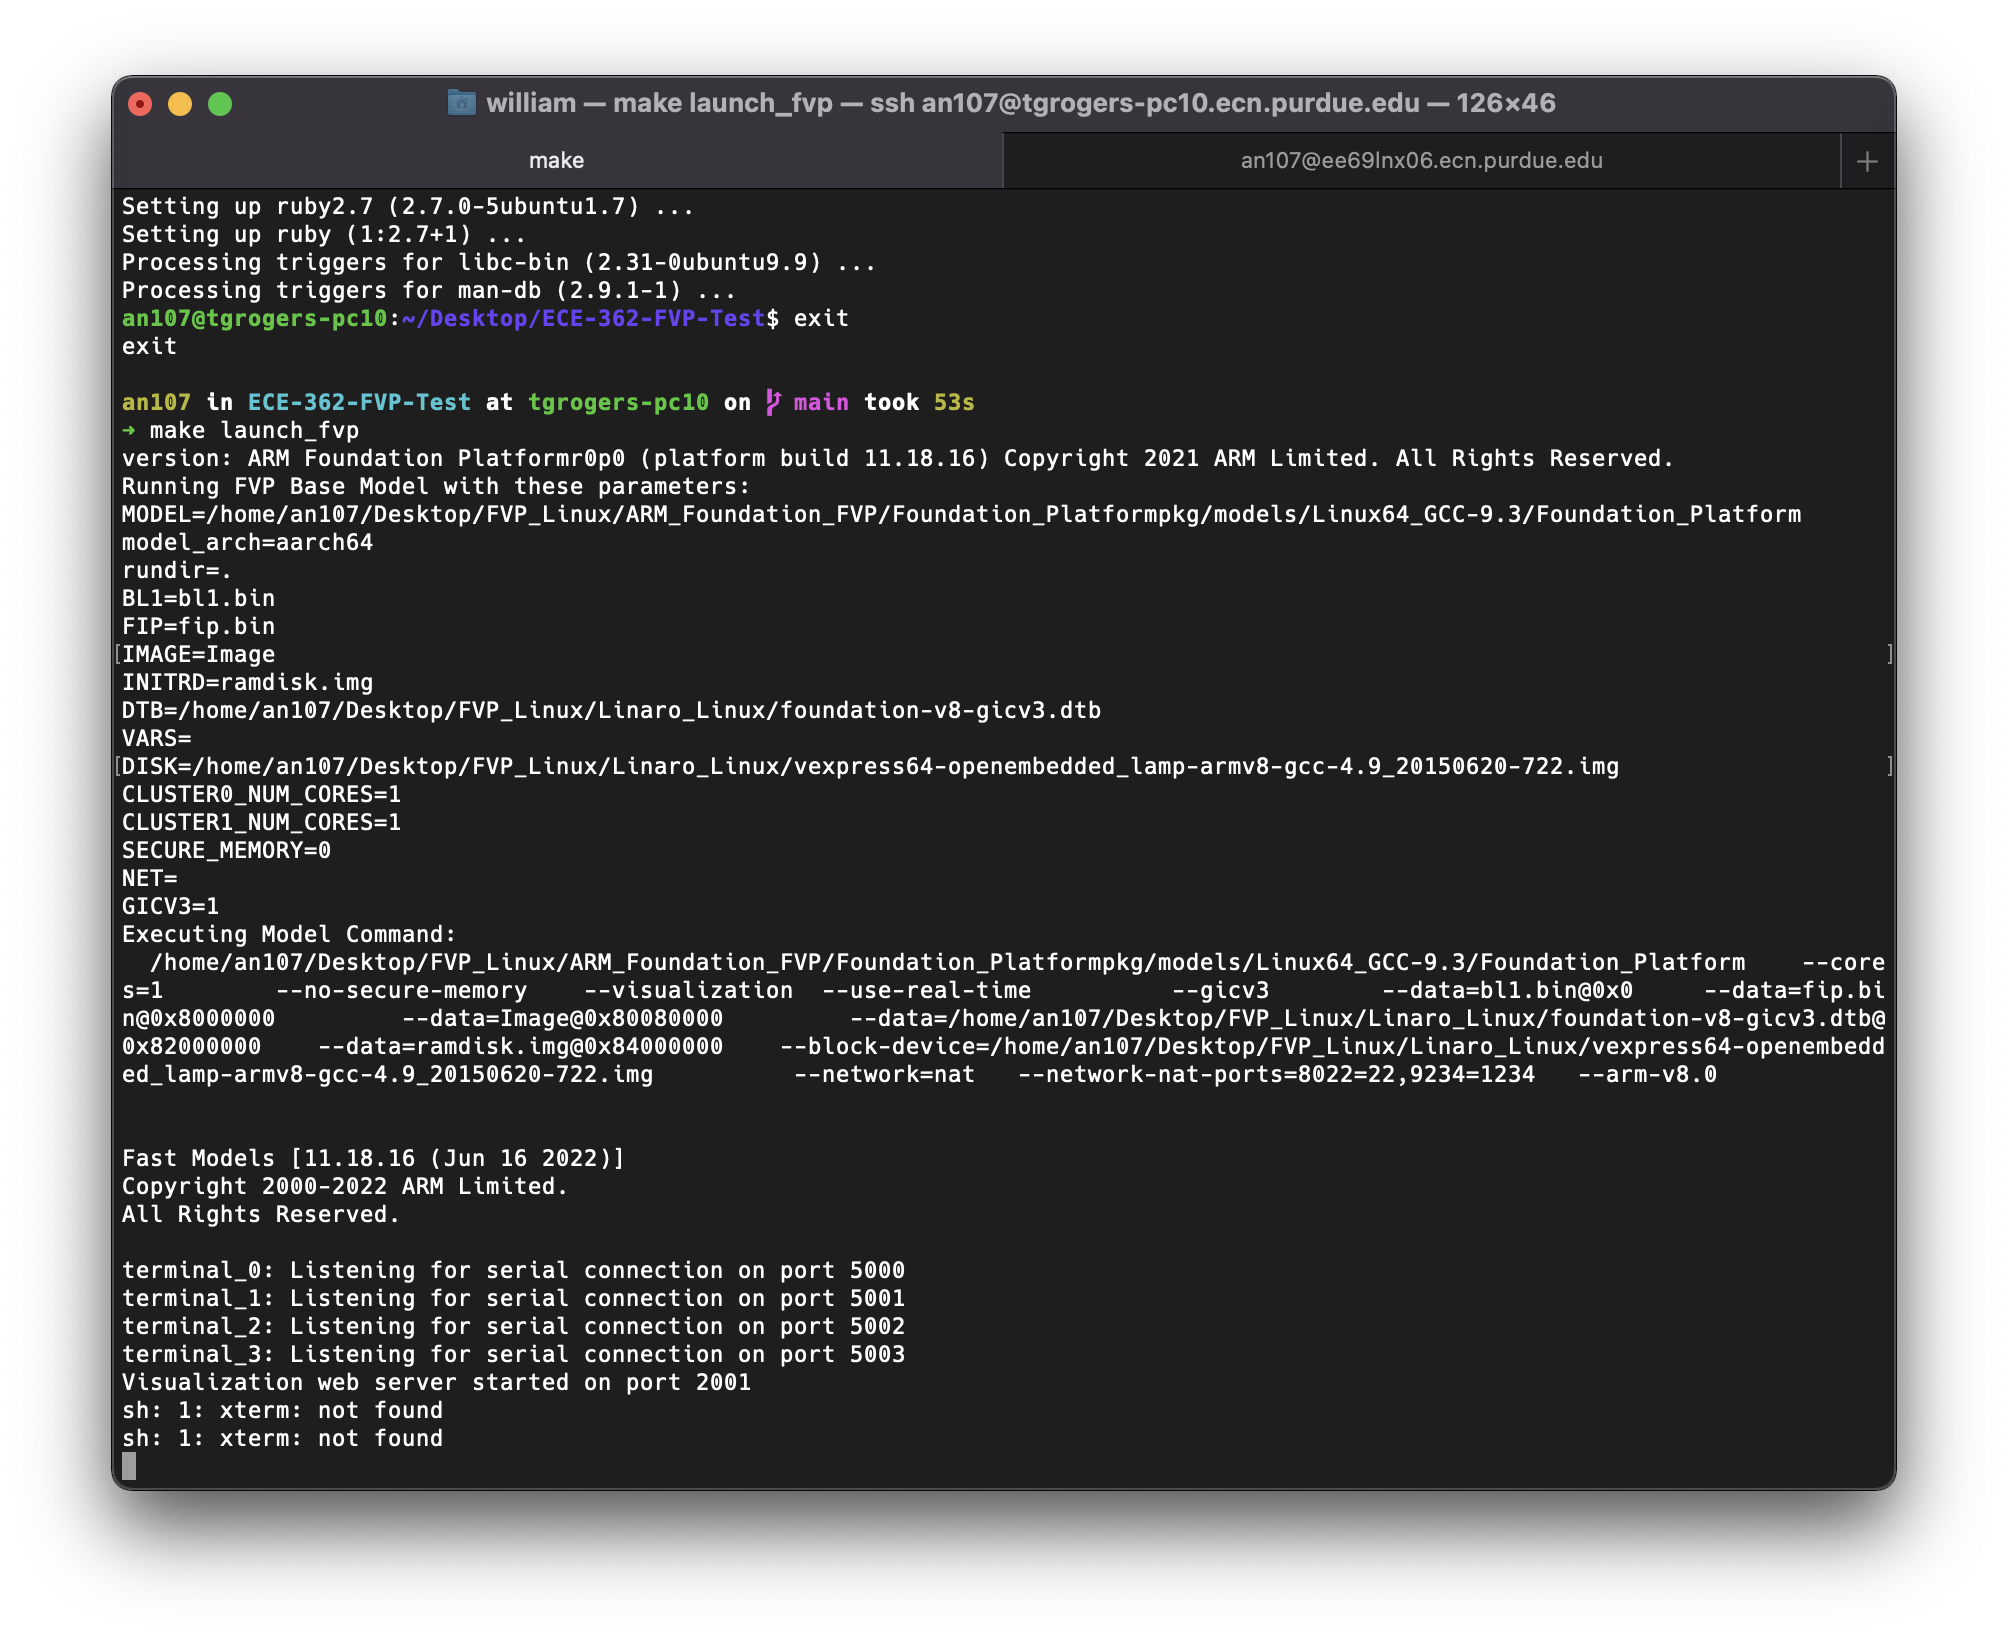 william — make launch_fvp — ssh an107@tgrogers-pc10.ecn.purdue.edu — 126×46
make
an107@ee69lnx06.ecn.purdue.edu
+
Setting up ruby2.7 (2.7.0-5ubuntu1.7) ...
Setting up ruby (1:2.7+1) ...
Processing triggers for libc-bin (2.31-0ubuntu9.9) ...
Processing triggers for man-db (2.9.1-1) ...
an107@tgrogers-pc10:~/Desktop/ECE-362-FVP-Test$ exit
exit
an107 in ECE-362-FVP-Test at tgrogers-pc10 on main took 53s
➜ make launch_fvp
version: ARM Foundation Platformr0p0 (platform build 11.18.16) Copyright 2021 ARM Limited. All Rights Reserved.
Running FVP Base Model with these parameters:
MODEL=/home/an107/Desktop/FVP_Linux/ARM_Foundation_FVP/Foundation_Platformpkg/models/Linux64_GCC-9.3/Foundation_Platform
model_arch=aarch64
rundir=.
BL1=bl1.bin
FIP=fip.bin
[IMAGE=Image ]
INITRD=ramdisk.img
DTB=/home/an107/Desktop/FVP_Linux/Linaro_Linux/foundation-v8-gicv3.dtb
VARS=
[DISK=/home/an107/Desktop/FVP_Linux/Linaro_Linux/vexpress64-openembedded_lamp-armv8-gcc-4.9_20150620-722.img ]
CLUSTER0_NUM_CORES=1
CLUSTER1_NUM_CORES=1
SECURE_MEMORY=0
NET=
GICV3=1
Executing Model Command:
  /home/an107/Desktop/FVP_Linux/ARM_Foundation_FVP/Foundation_Platformpkg/models/Linux64_GCC-9.3/Foundation_Platform    --core
s=1        --no-secure-memory    --visualization  --use-real-time          --gicv3        --data=bl1.bin@0x0     --data=fip.bi
n@0x8000000         --data=Image@0x80080000         --data=/home/an107/Desktop/FVP_Linux/Linaro_Linux/foundation-v8-gicv3.dtb@
0x82000000    --data=ramdisk.img@0x84000000    --block-device=/home/an107/Desktop/FVP_Linux/Linaro_Linux/vexpress64-openembedd
ed_lamp-armv8-gcc-4.9_20150620-722.img          --network=nat   --network-nat-ports=8022=22,9234=1234   --arm-v8.0
Fast Models [11.18.16 (Jun 16 2022)]
Copyright 2000-2022 ARM Limited.
All Rights Reserved.
terminal_0: Listening for serial connection on port 5000
terminal_1: Listening for serial connection on port 5001
terminal_2: Listening for serial connection on port 5002
terminal_3: Listening for serial connection on port 5003
Visualization web server started on port 2001
sh: 1: xterm: not found
sh: 1: xterm: not found